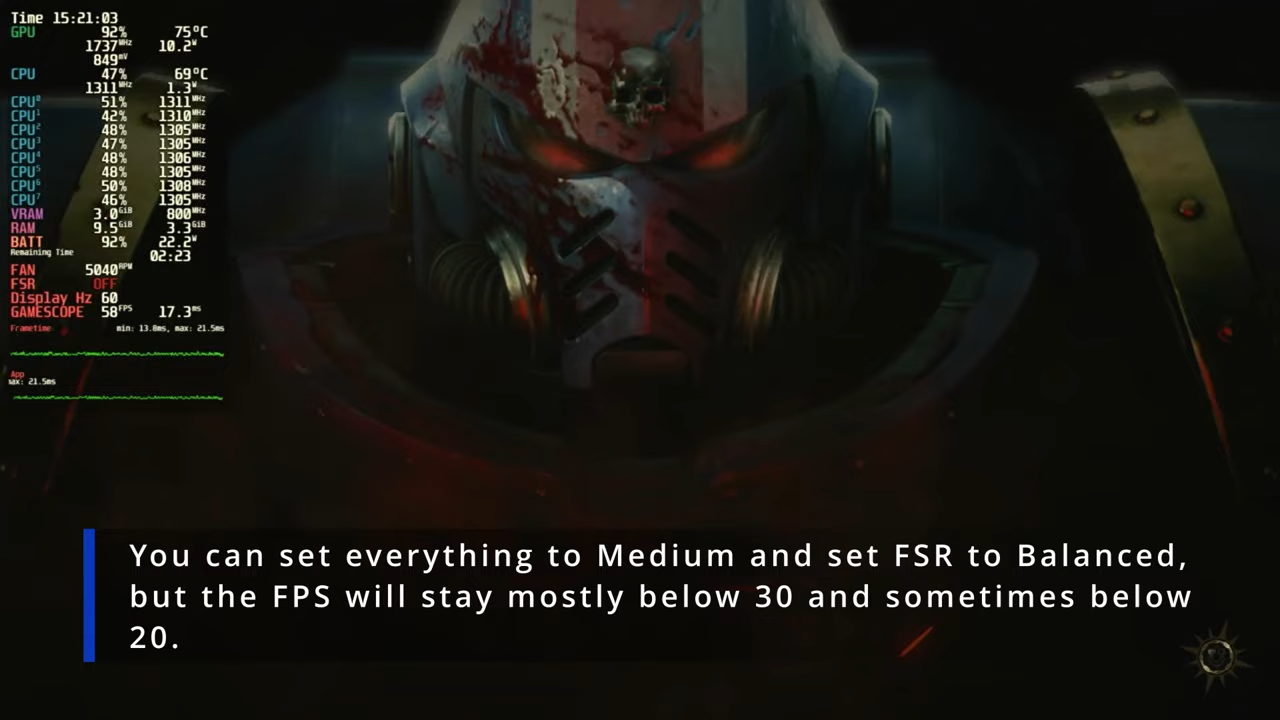 Time 15:21:03
GPU 92% 75°C
1737MHz 10.2W
849mV
CPU 47% 69°C
1311MHz 1.3W
CPU0 51% 1311MHz
CPU1 42% 1310MHz
CPU2 48% 1305MHz
CPU3 47% 1305MHz
CPU4 48% 1306MHz
CPU5 48% 1305MHz
CPU6 50% 1308MHz
CPU7 46% 1305MHz
VRAM 3.0GiB 800MHz
RAM 9.5GiB 3.3GiB
BATT 92% 22.2W
Remaining Time 02:23
FAN 5040RPM
FSR OFF
Display Hz 60
GAMESCOPE 58FPS 17.3ms
Frametime min: 13.8ms, max: 21.5ms
App
max: 21.5ms
You can set everything to Medium and set FSR to Balanced,
but the FPS will stay mostly below 30 and sometimes below
20.